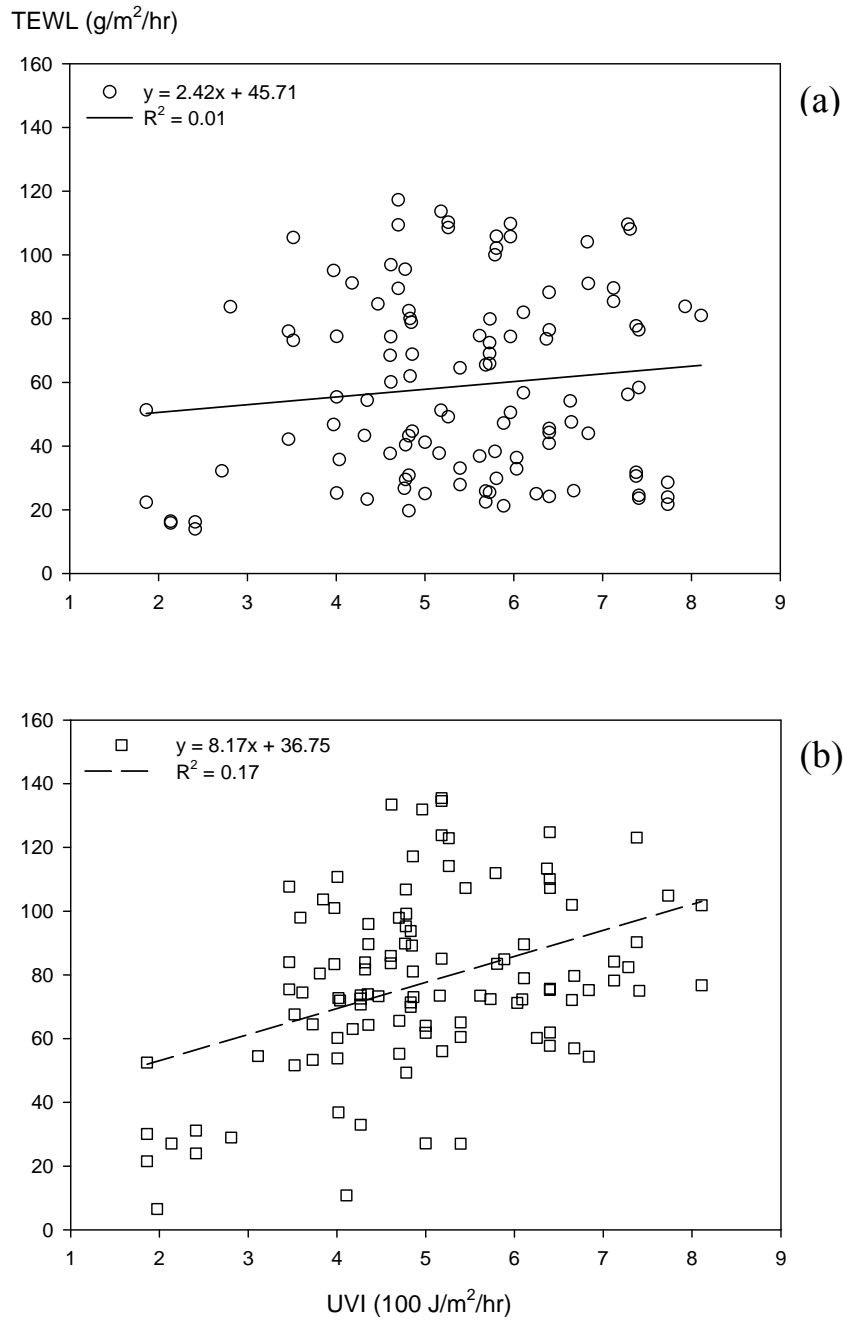 TEWL (g/m²/hr)
160
y = 2.42x + 45.71
(a)
R² = 0.01
140
120
100
80
60
40
20
0
1 2 3 4 5 6 7 8 9
160
y = 8.17x + 36.75
(b)
R² = 0.17
140
120
100
80
60
40
20
0
1 2 3 4 5 6 7 8 9
UVI (100 J/m²/hr)